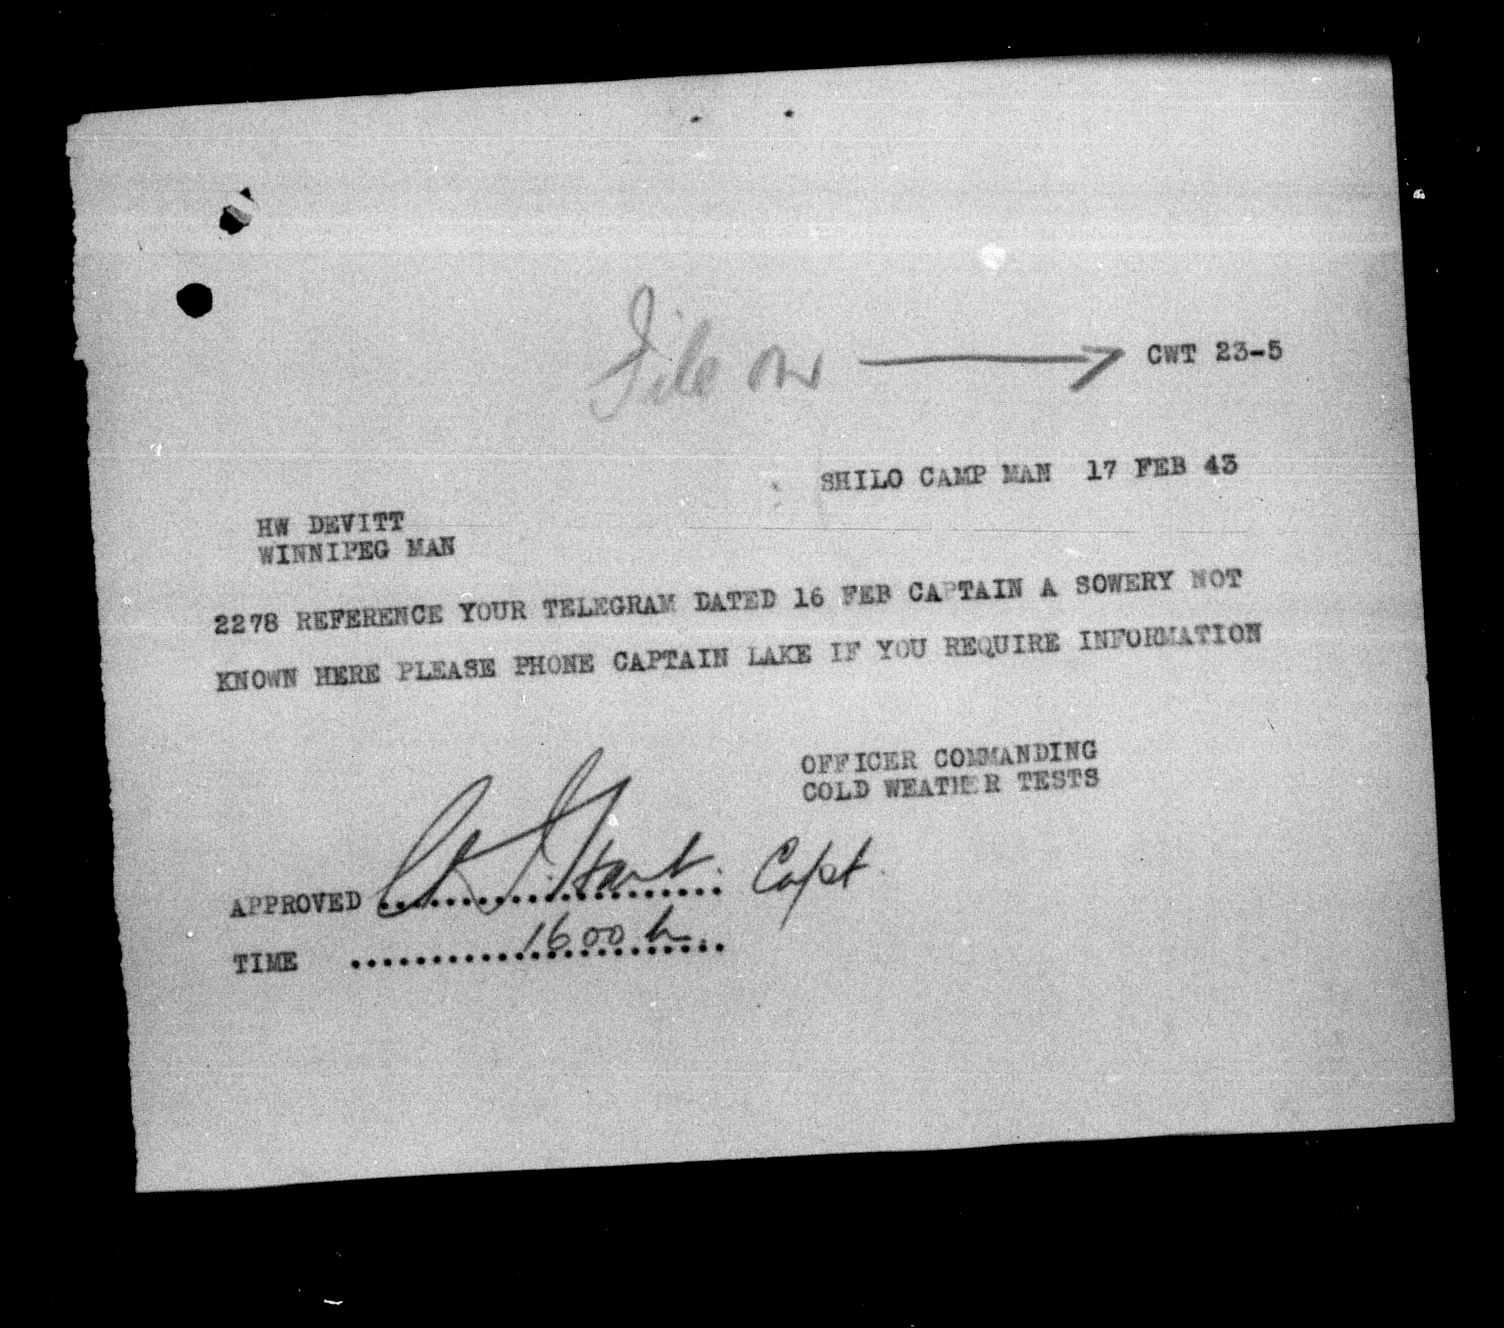 File on → CWT 23-5
SHILO CAMP MAN 17 FEB 43
HW DEVITT
WINNIPEG MAN
2278 REFERENCE YOUR TELEGRAM DATED 16 FEB CAPTAIN A SOWERY NOT
KNOWN HERE PLEASE PHONE CAPTAIN LAKE IF YOU REQUIRE INFORMATION
OFFICER COMMANDING
COLD WEATHER TESTS
APPROVED ........................ Hart. Capt.
TIME ........................ 1600 h